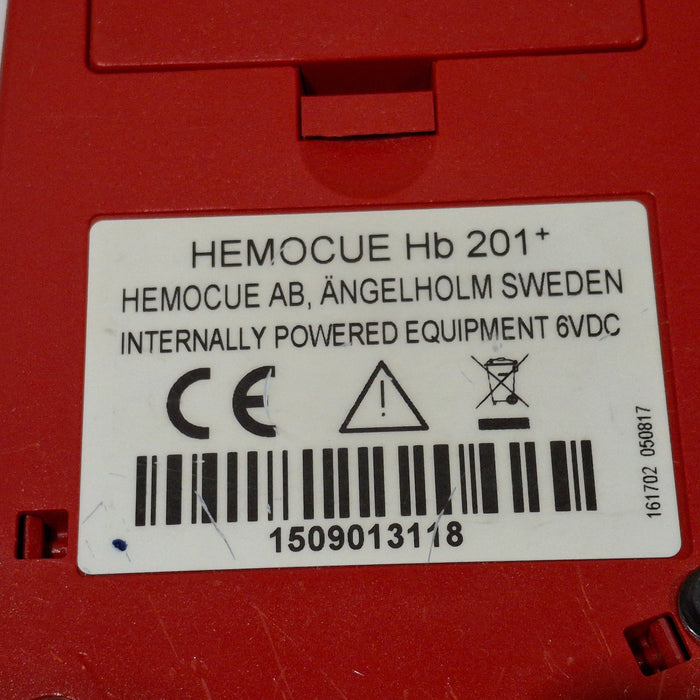 HEMOCUE Hb 201+
HEMOCUE AB, ÄNGELHOLM SWEDEN
INTERNALLY POWERED EQUIPMENT 6VDC
CE
1509013118
161702 050817